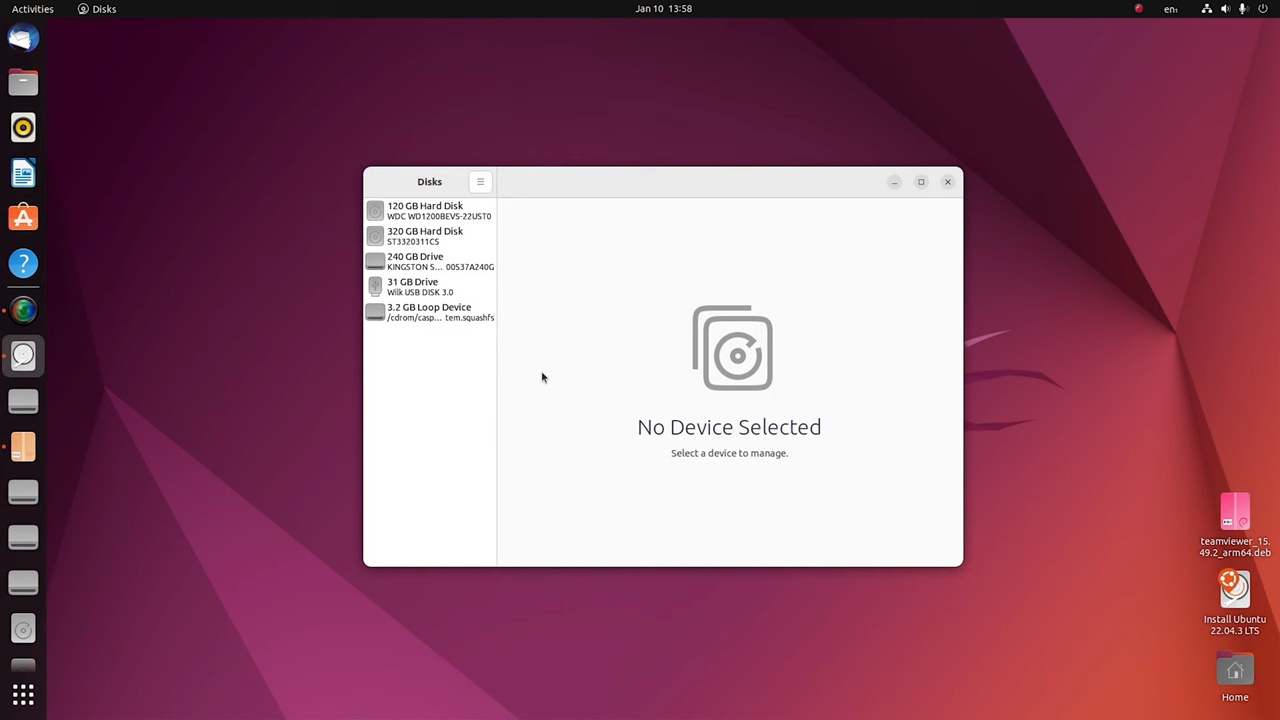 Activities
Disks
Jan 10 13:58
en₁
Disks
120 GB Hard Disk
WDC WD1200BEVS-22UST0
320 GB Hard Disk
ST3320311CS
240 GB Drive
KINGSTON S... 00S37A240G
31 GB Drive
Wilk USB DISK 3.0
3.2 GB Loop Device
/cdrom/casp... tem.squashfs
No Device Selected
Select a device to manage.
teamviewer_15.
49.2_arm64.deb
Install Ubuntu
22.04.3 LTS
Home